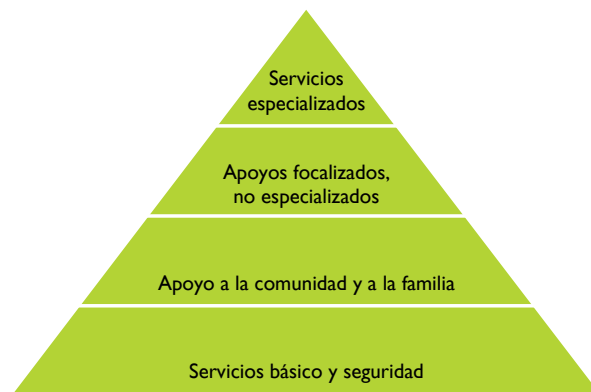 Servicios
especializados
Apoyos focalizados,
no especializados
Apoyo a la comunidad y a la familia
Servicios básico y seguridad